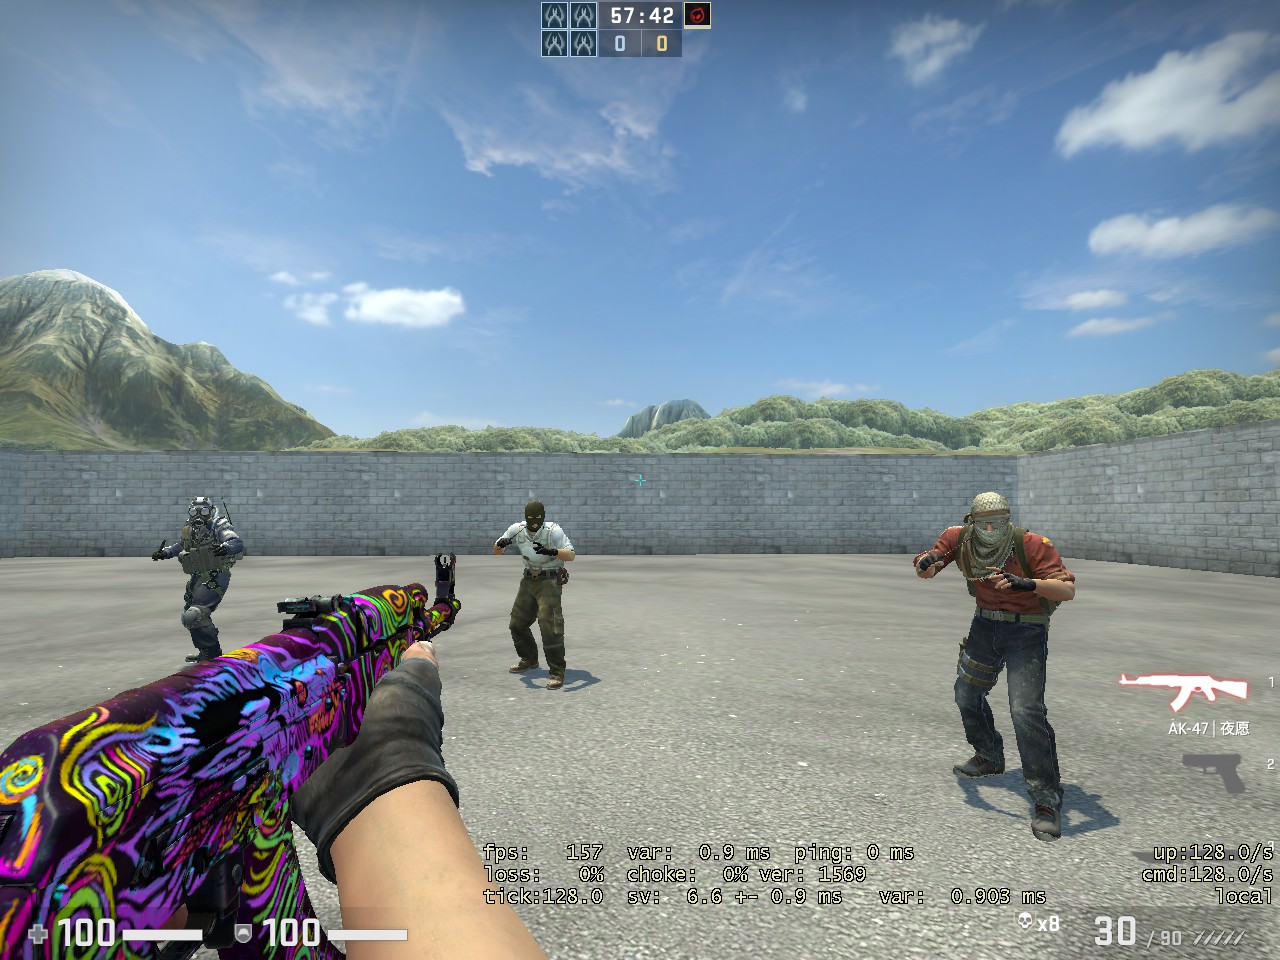 57:42
0 0
1
AK-47 | 夜愿
2
fps: 157 var: 0.9 ms ping: 0 ms
loss: 0% choke: 0% ver: 1569
tick:128.0 sv: 6.6 +- 0.9 ms var: 0.903 ms
up:128.0/s
cmd:128.0/s
local
100 100
x8
30 / 90